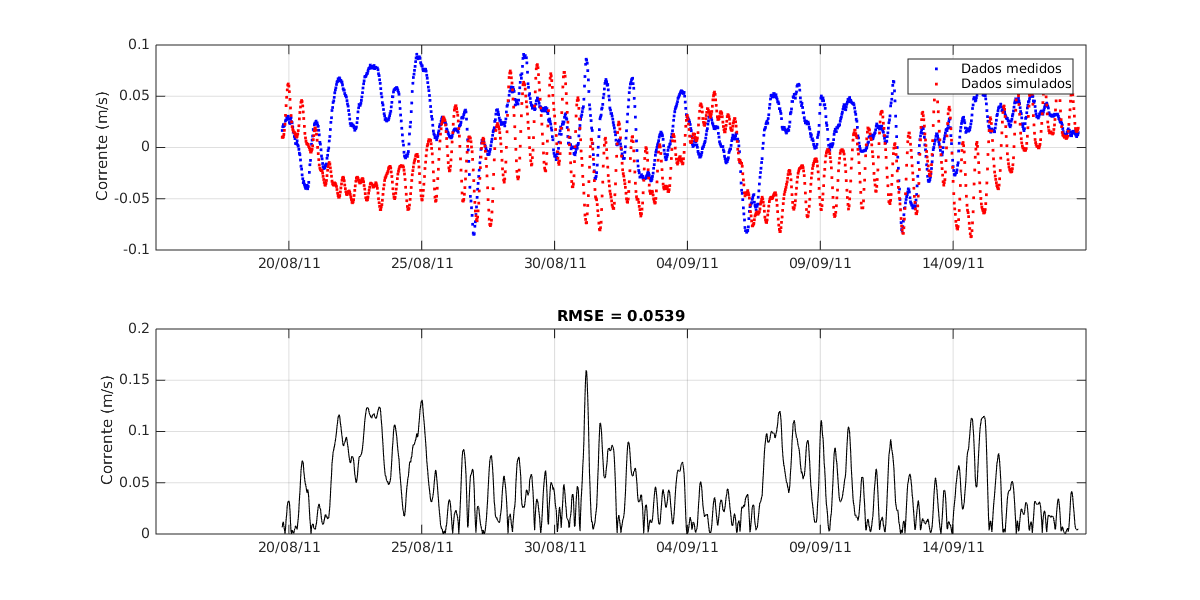 0.1
0.05
0
-0.05
-0.1
Corrente (m/s)
Dados medidos
Dados simulados
20/08/11 25/08/11 30/08/11 04/09/11 09/09/11 14/09/11
RMSE = 0.0539
0.2
0.15
0.1
0.05
0
Corrente (m/s)
20/08/11 25/08/11 30/08/11 04/09/11 09/09/11 14/09/11